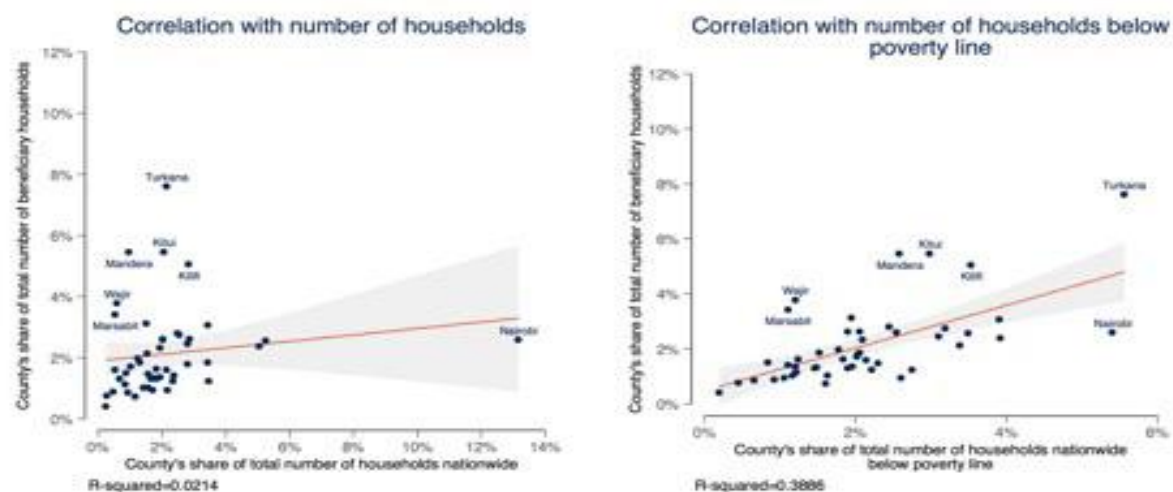 Correlation with number of households
County's share of total number of beneficiary households
12%
10%
8%
6%
4%
2%
0%
Turkana
Kitui
Mandera
Kilifi
Wajir
Marsabit
Nairobi
0%
2%
4%
6%
8%
10%
12%
14%
County's share of total number of households nationwide
R-squared=0.0214
Correlation with number of households below
poverty line
County's share of total number of beneficiary households
12%
10%
8%
6%
4%
2%
0%
Turkana
Kitui
Mandera
Kilifi
Wajir
Marsabit
Nairobi
0%
2%
4%
6%
County's share of total number of households nationwide
below poverty line
R-squared=0.3886